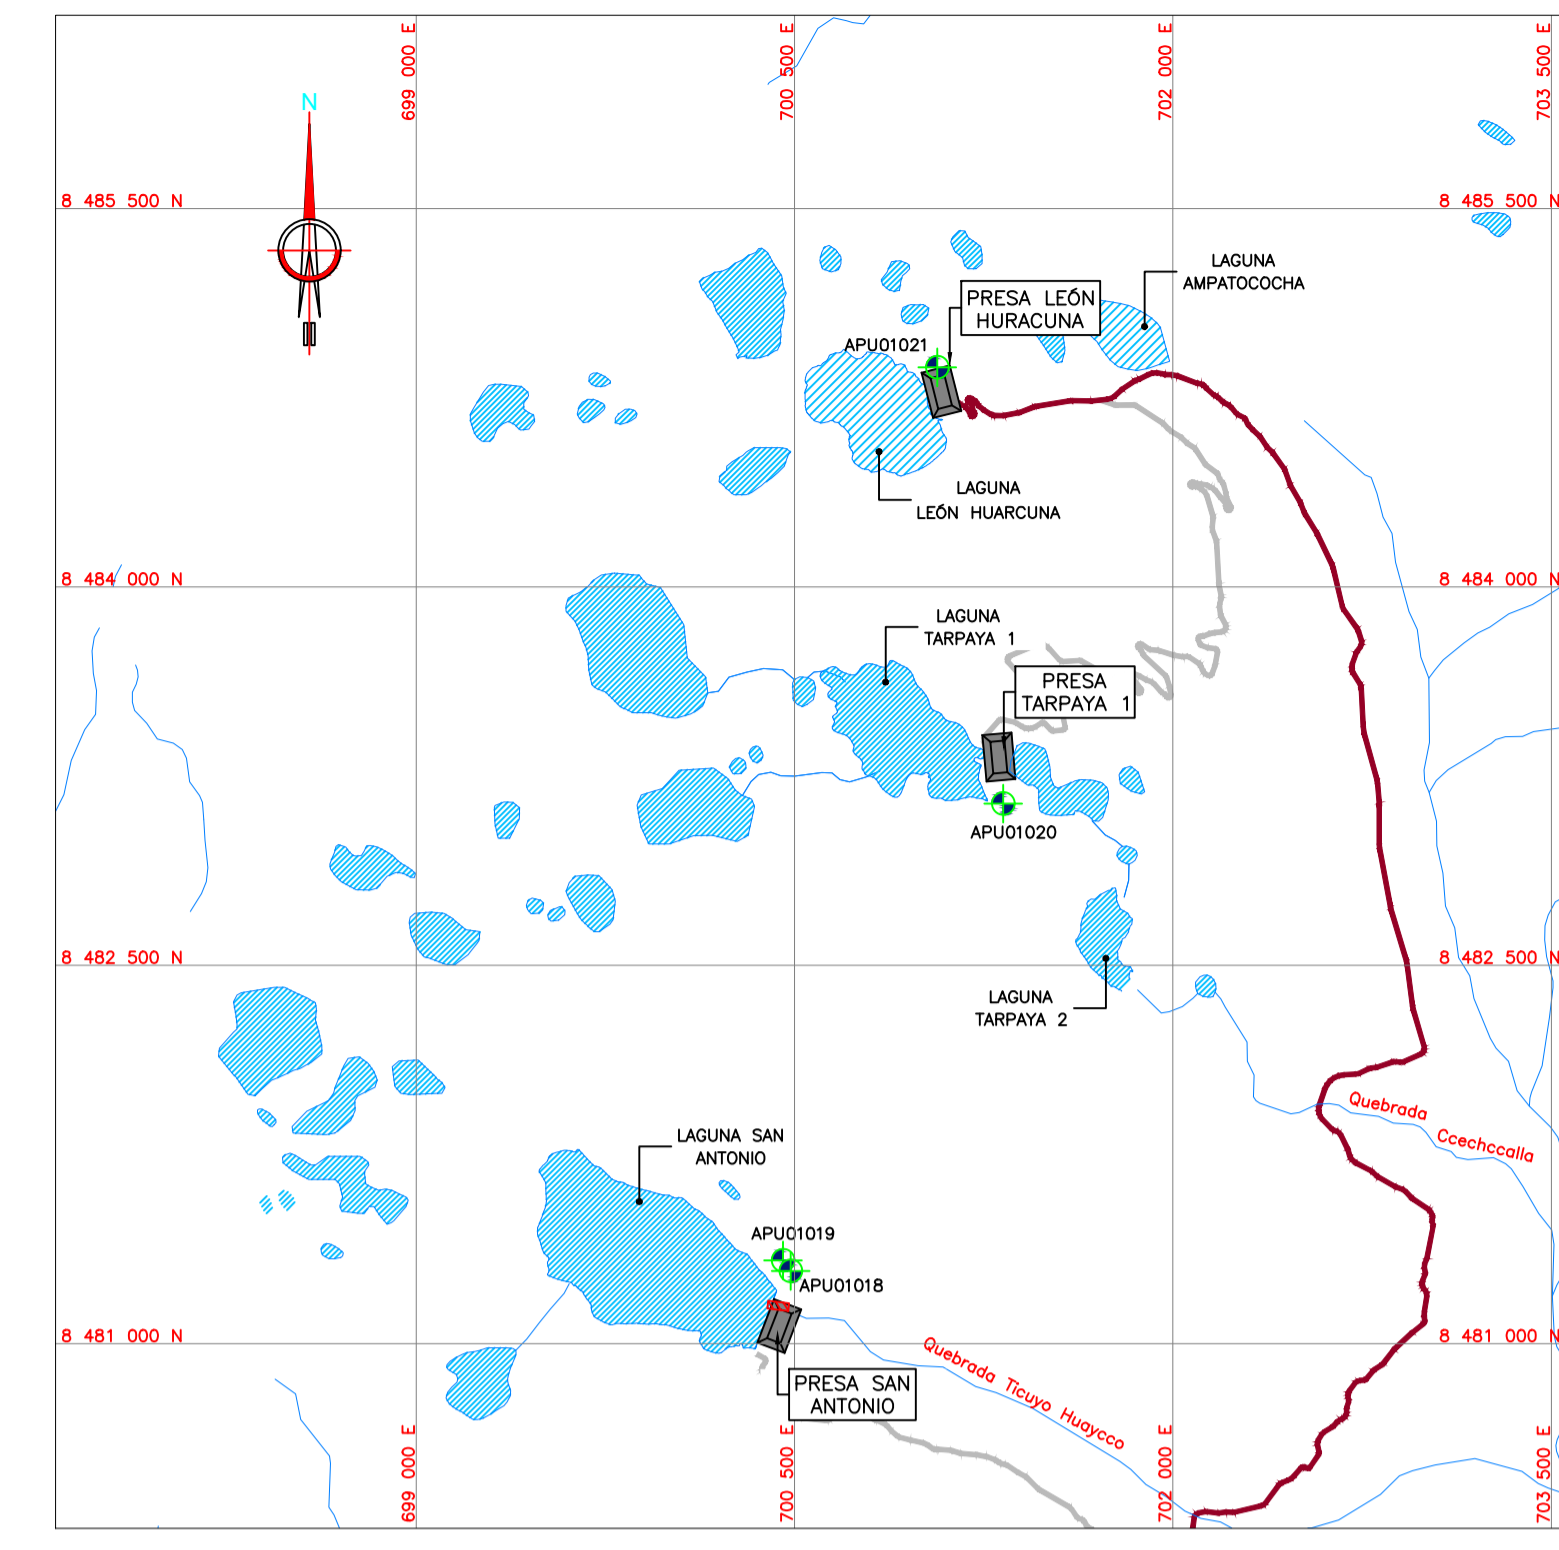 699 000 E
700 500 E
702 000 E
703 500 E
N
8 485 500 N
8 485 500 N
LAGUNA
AMPATOCOCHA
PRESA LEÓN
HURACUNA
APU01021
LAGUNA
LEÓN HUARCUNA
8 484 000 N
8 484 000 N
LAGUNA
TARPAYA 1
PRESA
TARPAYA 1
APU01020
8 482 500 N
8 482 500 N
LAGUNA
TARPAYA 2
Quebrada
Ccechccalla
LAGUNA SAN
ANTONIO
APU01019
APU01018
8 481 000 N
8 481 000 N
Quebrada Ticuyo Huaycco
PRESA SAN
ANTONIO
699 000 E
700 500 E
702 000 E
703 500 E